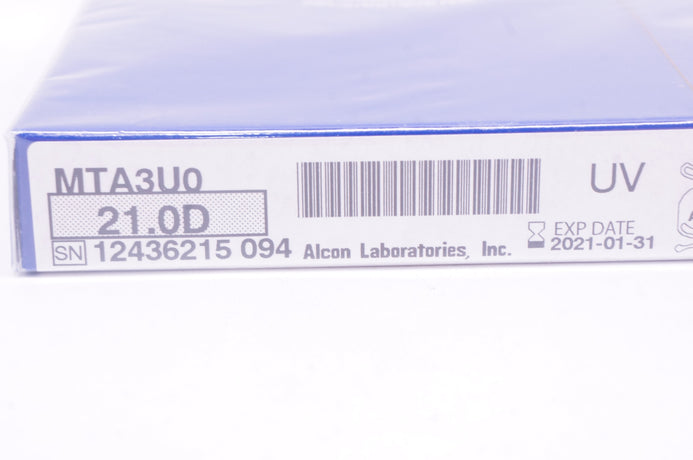 MTA3U0
UV
21.0D
EXP DATE
2021-01-31
SN 12436215 094
Alcon Laboratories, Inc.